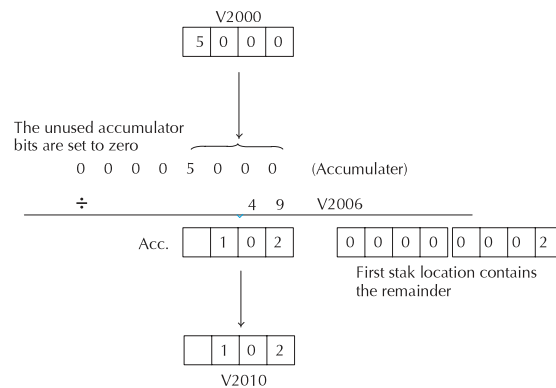 V2000
5 0 0 0
The unused accumulator
bits are set to zero
0 0 0 0 5 0 0 0 (Accumulater)
÷ 4 9 V2006
Acc. 1 0 2 0 0 0 0 0 0 0 2
First stak location contains
the remainder
1 0 2
V2010